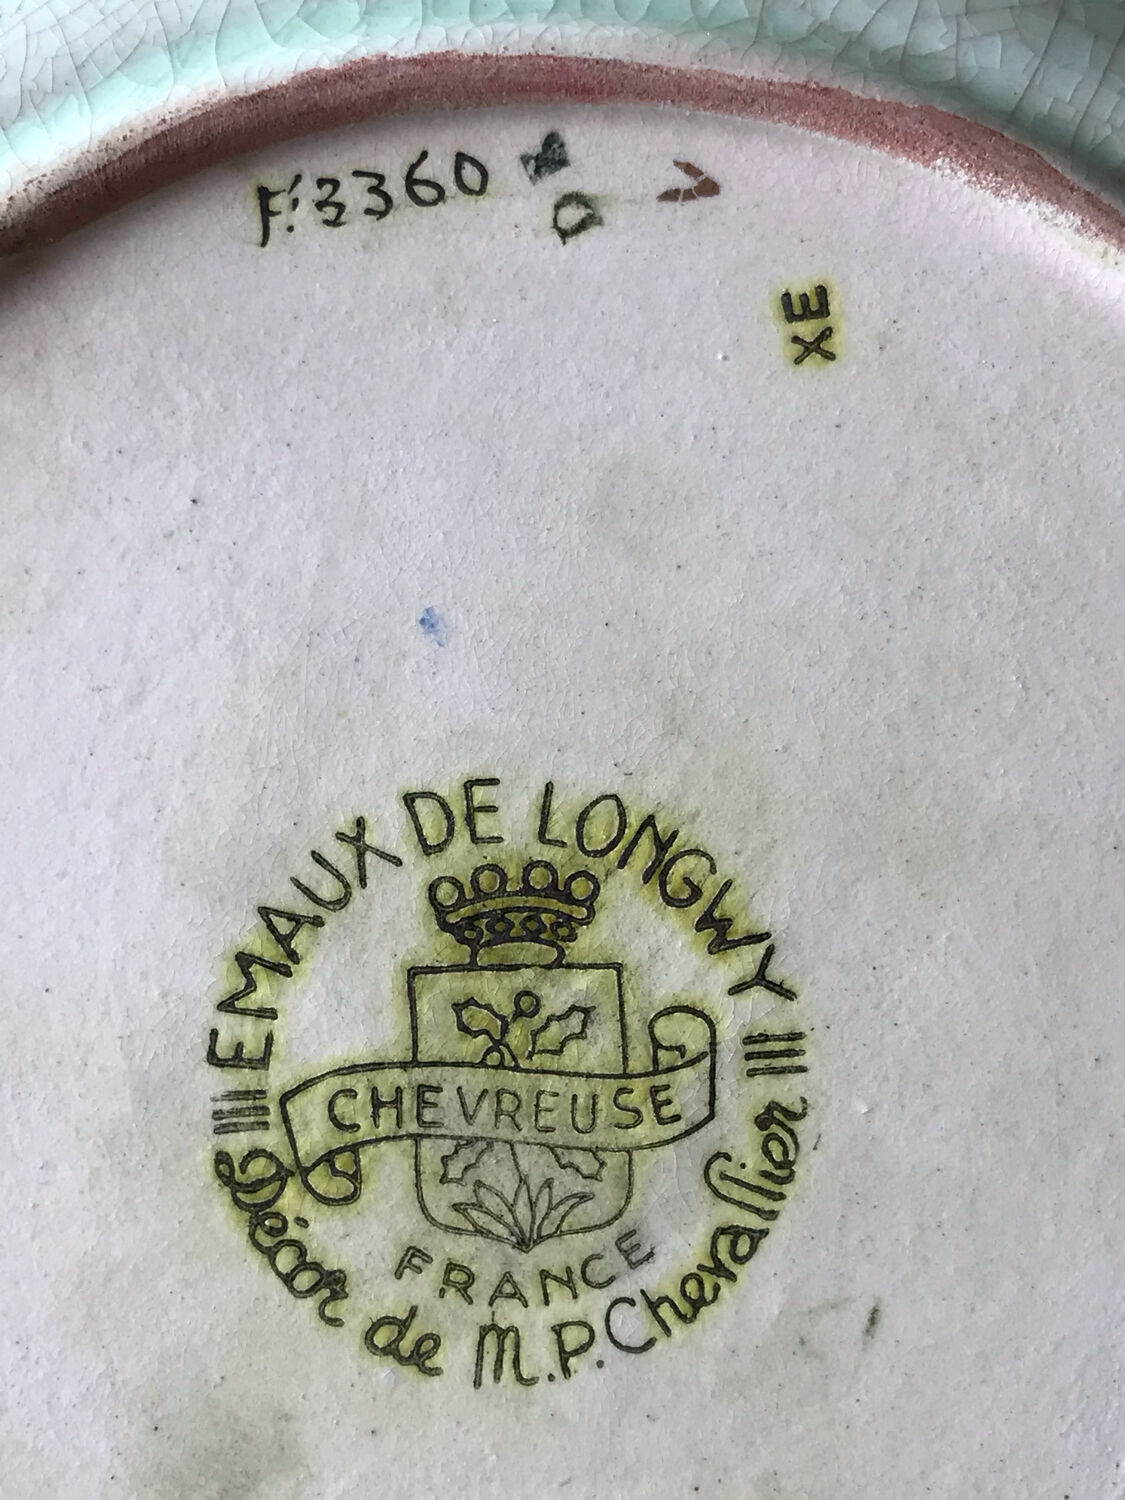 F.3360
XE
EMAUX DE LONGWY
CHEVREUSE
FRANCE
Décor de M.P.Chevallier